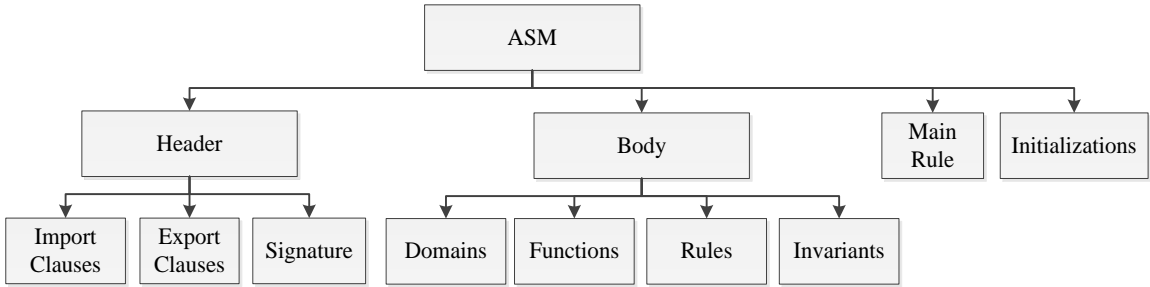 ASM
Header
Body
Main
Rule
Initializations
Import
Clauses
Export
Clauses
Signature
Domains
Functions
Rules
Invariants